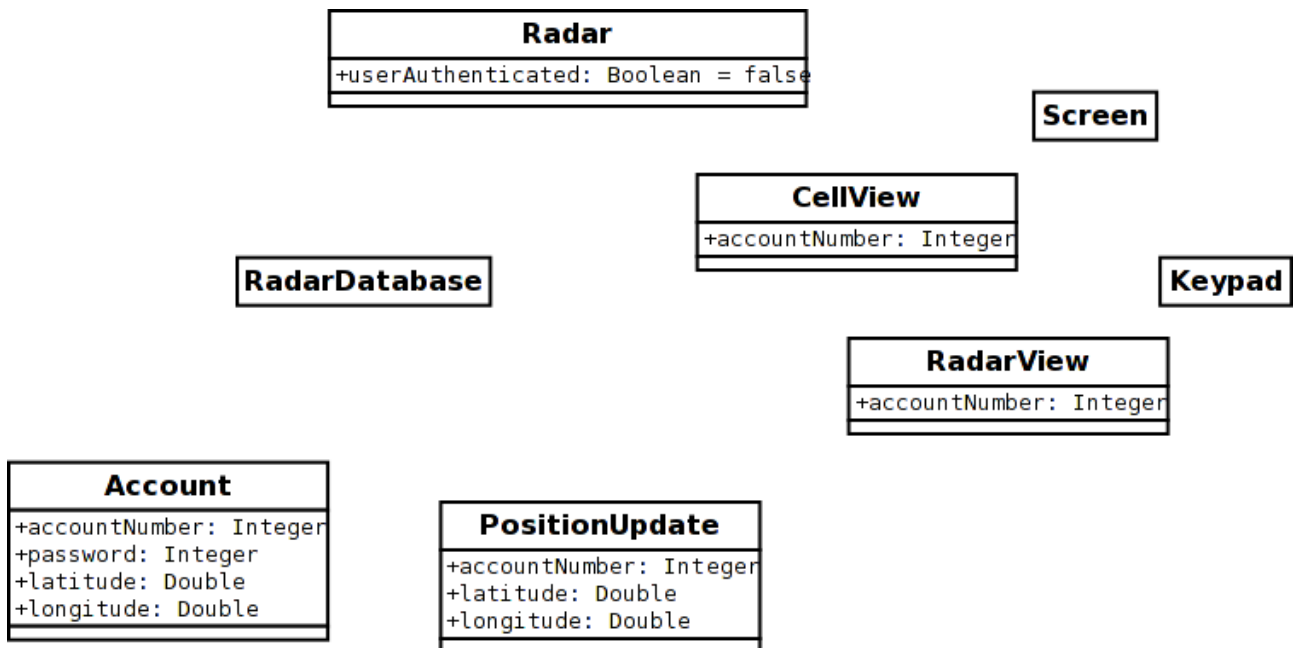 Radar
+userAuthenticated: Boolean = false
Screen
CellView
+accountNumber: Integer
RadarDatabase
Keypad
RadarView
+accountNumber: Integer
Account
+accountNumber: Integer
+password: Integer
+latitude: Double
+longitude: Double
PositionUpdate
+accountNumber: Integer
+latitude: Double
+longitude: Double